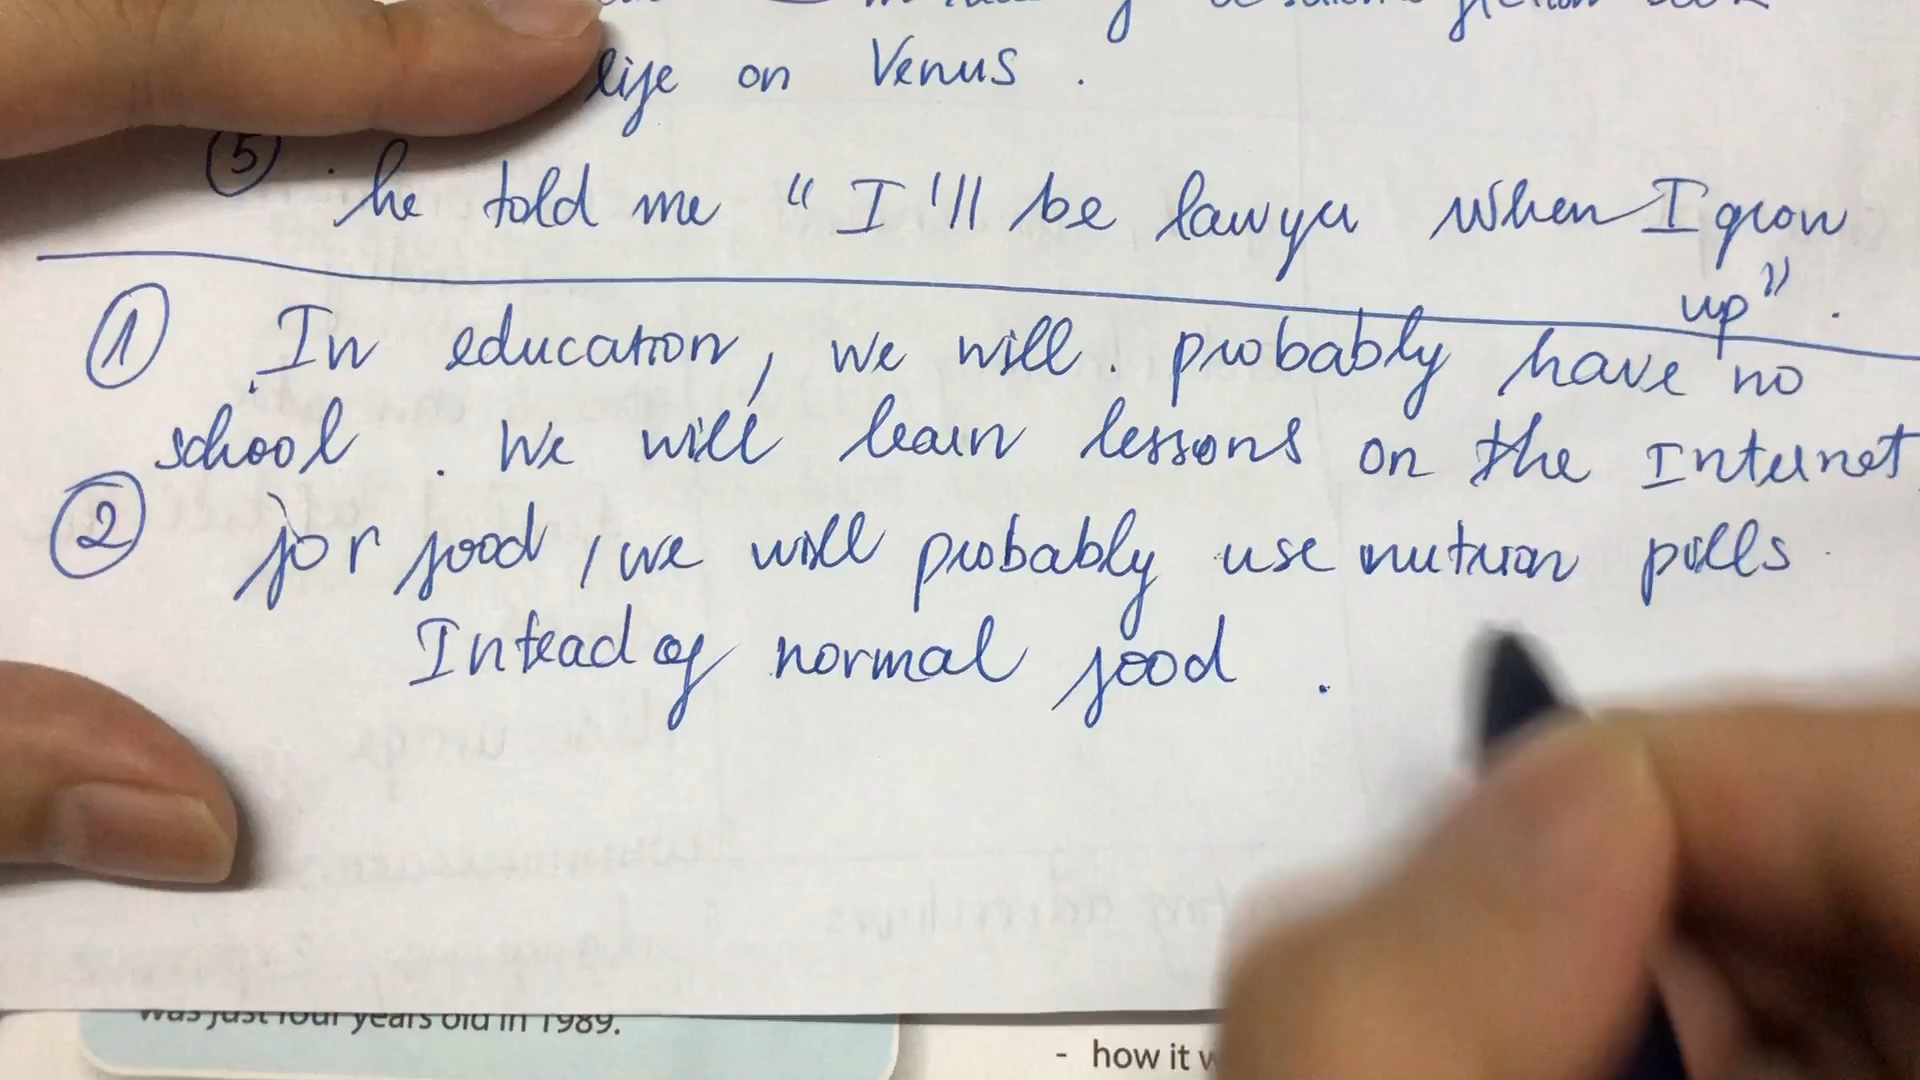 life on Venus .
⑤ he told me " I'll be lawyer when I grow
up" .
① In education, we will probably have no
school . We will learn lessons on the Internet
② for food , we will probably use nutrion pills
Intead of normal food .
was just four years old in 1989.
- how it